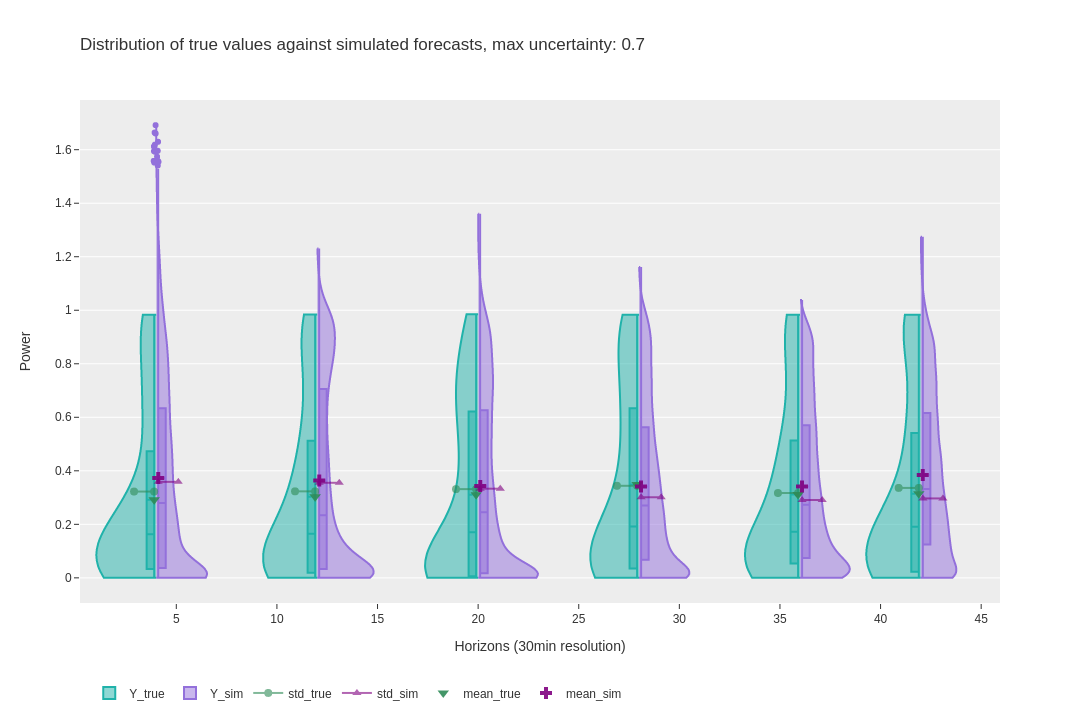 Distribution of true values against simulated forecasts, max uncertainty: 0.7
1.6
1.4
1.2
1
0.8
0.6
0.4
0.2
0
Power
5 10 15 20 25 30 35 40 45
Horizons (30min resolution)
Y_true Y_sim std_true std_sim mean_true mean_sim